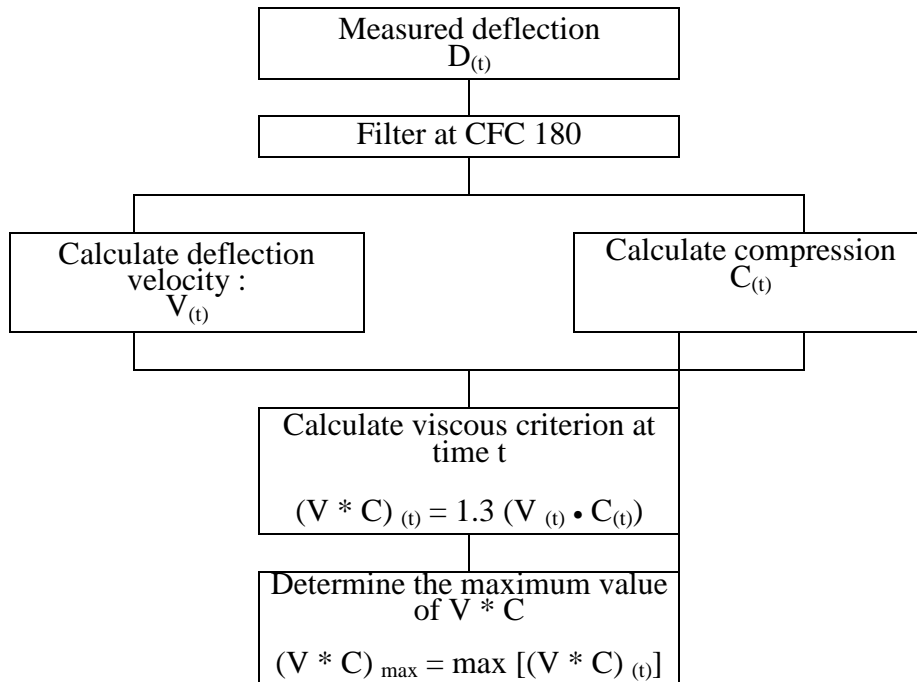 Measured deflection
D(t)
Filter at CFC 180
Calculate deflection
velocity :
V(t)
Calculate compression
C(t)
Calculate viscous criterion at
time t
(V * C) (t) = 1.3 (V (t) • C(t))
Determine the maximum value
of V * C
(V * C) max = max [(V * C) (t)]